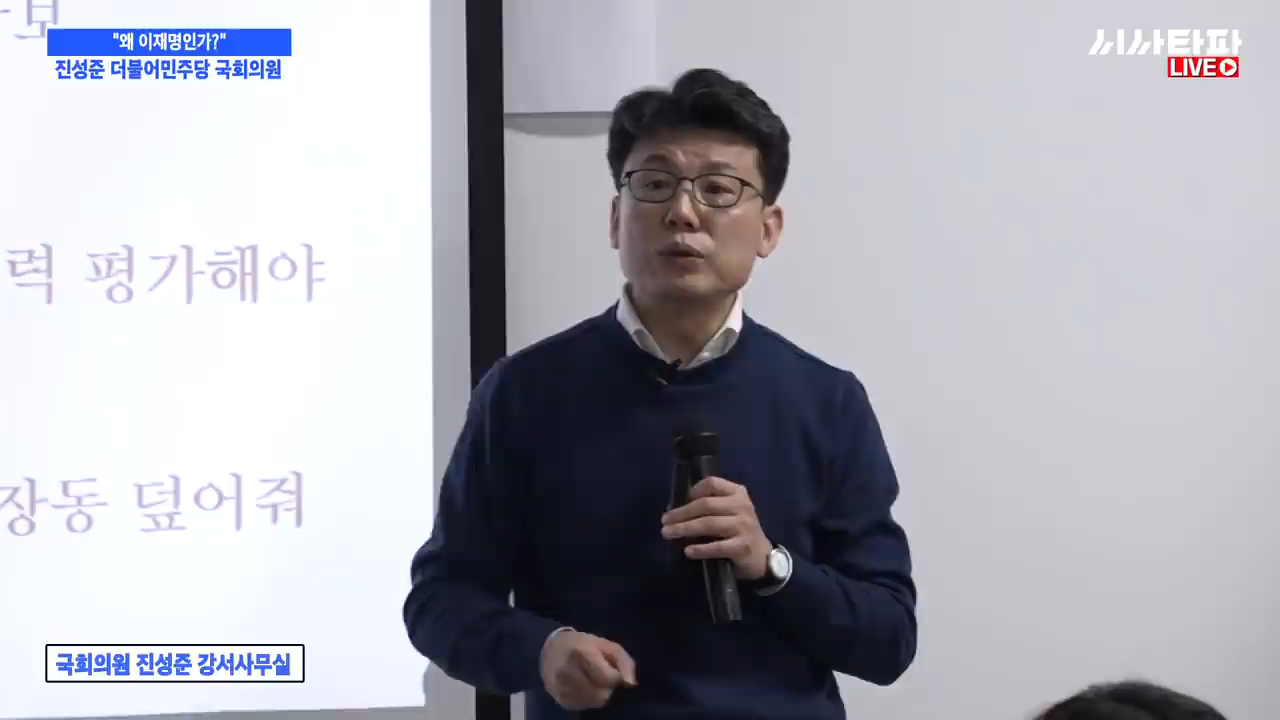 "왜 이재명인가?"
진성준 더불어민주당 국회의원
씨사타파
LIVE
력 평가해야
장동 덮어줘
국회의원 진성준 강서사무실